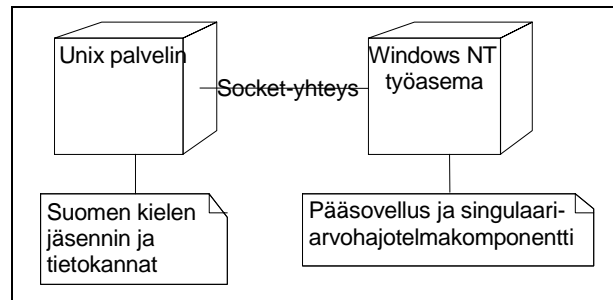 Unix palvelin
Socket-yhteys
Windows NT
työasema
Suomen kielen
jäsennin ja
tietokannat
Pääsovellus ja singulaari-
arvohajotelmakomponentti